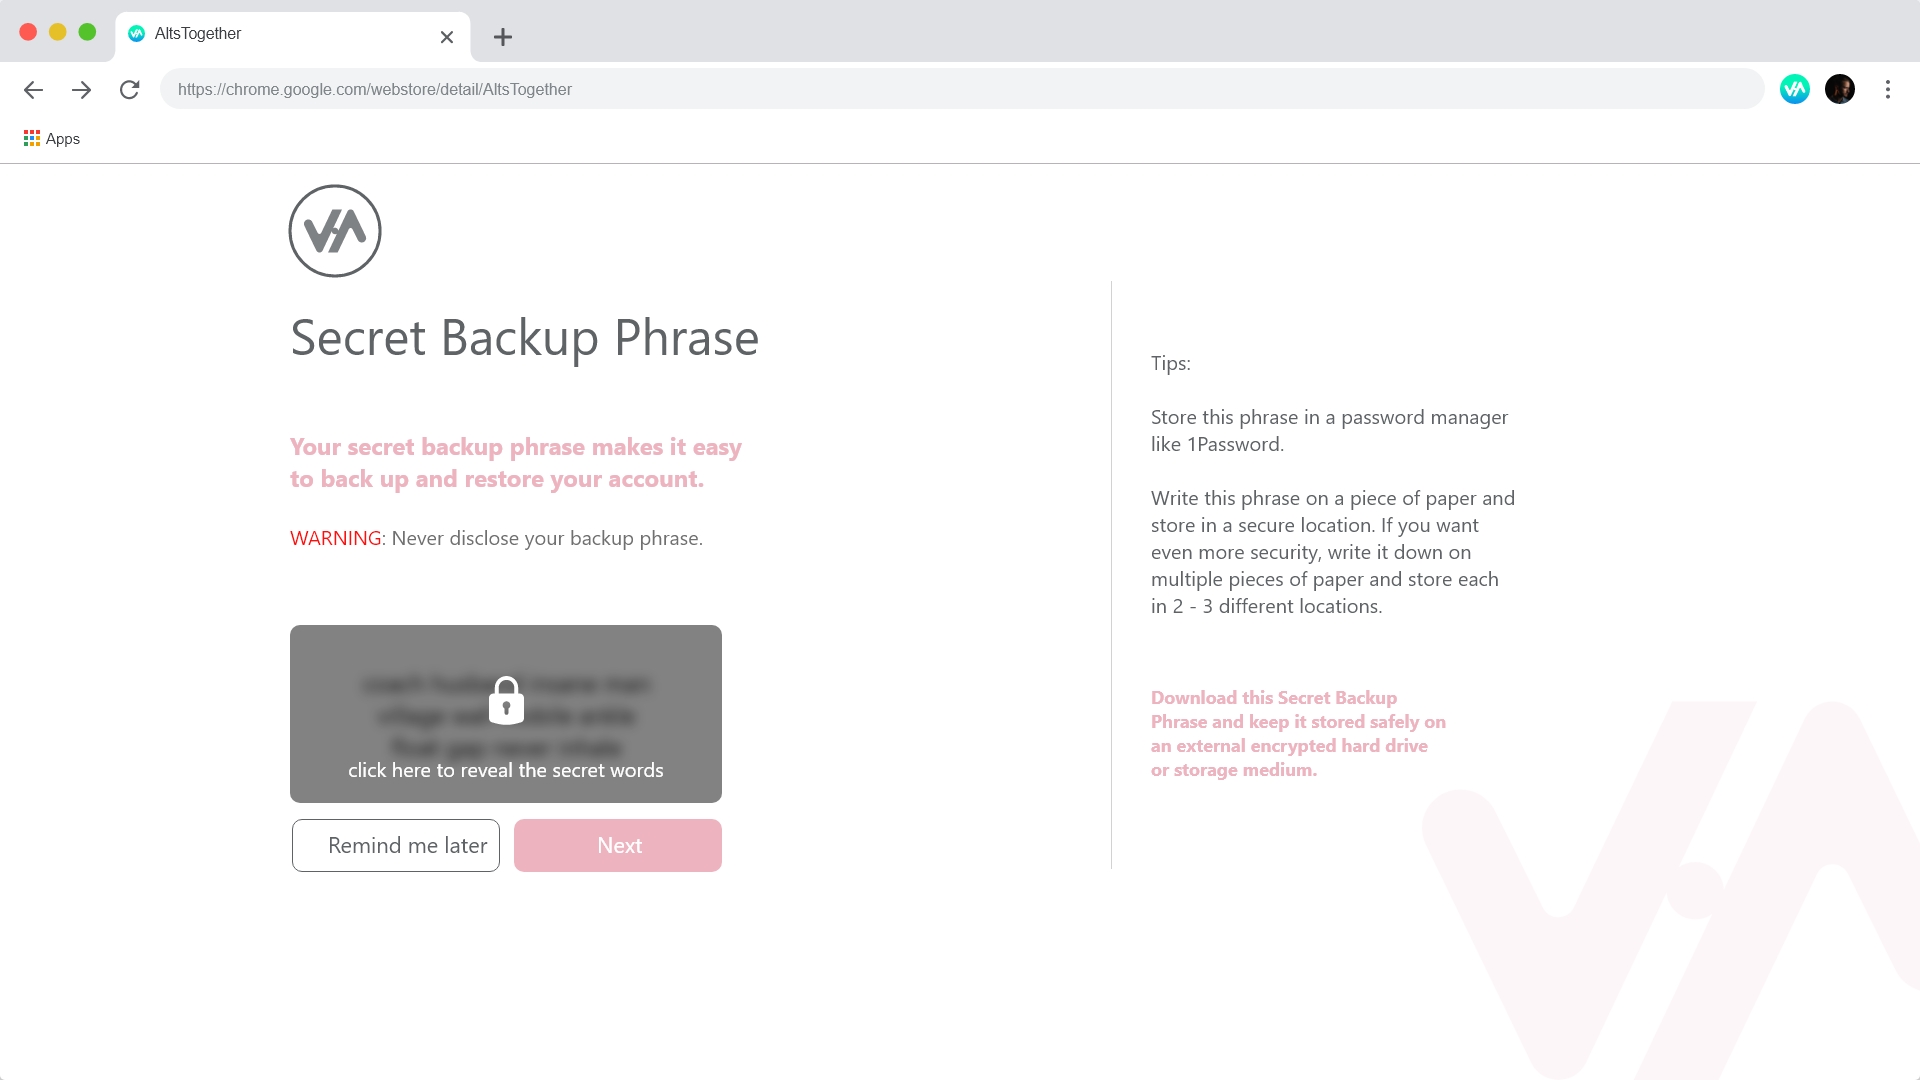 AltsTogether
https://chrome.google.com/webstore/detail/AltsTogether
Apps
Secret Backup Phrase
Your secret backup phrase makes it easy
to back up and restore your account.
WARNING: Never disclose your backup phrase.
click here to reveal the secret words
Remind me later
Next
Tips:
Store this phrase in a password manager
like 1Password.
Write this phrase on a piece of paper and
store in a secure location. If you want
even more security, write it down on
multiple pieces of paper and store each
in 2 - 3 different locations.
Download this Secret Backup
Phrase and keep it stored safely on
an external encrypted hard drive
or storage medium.